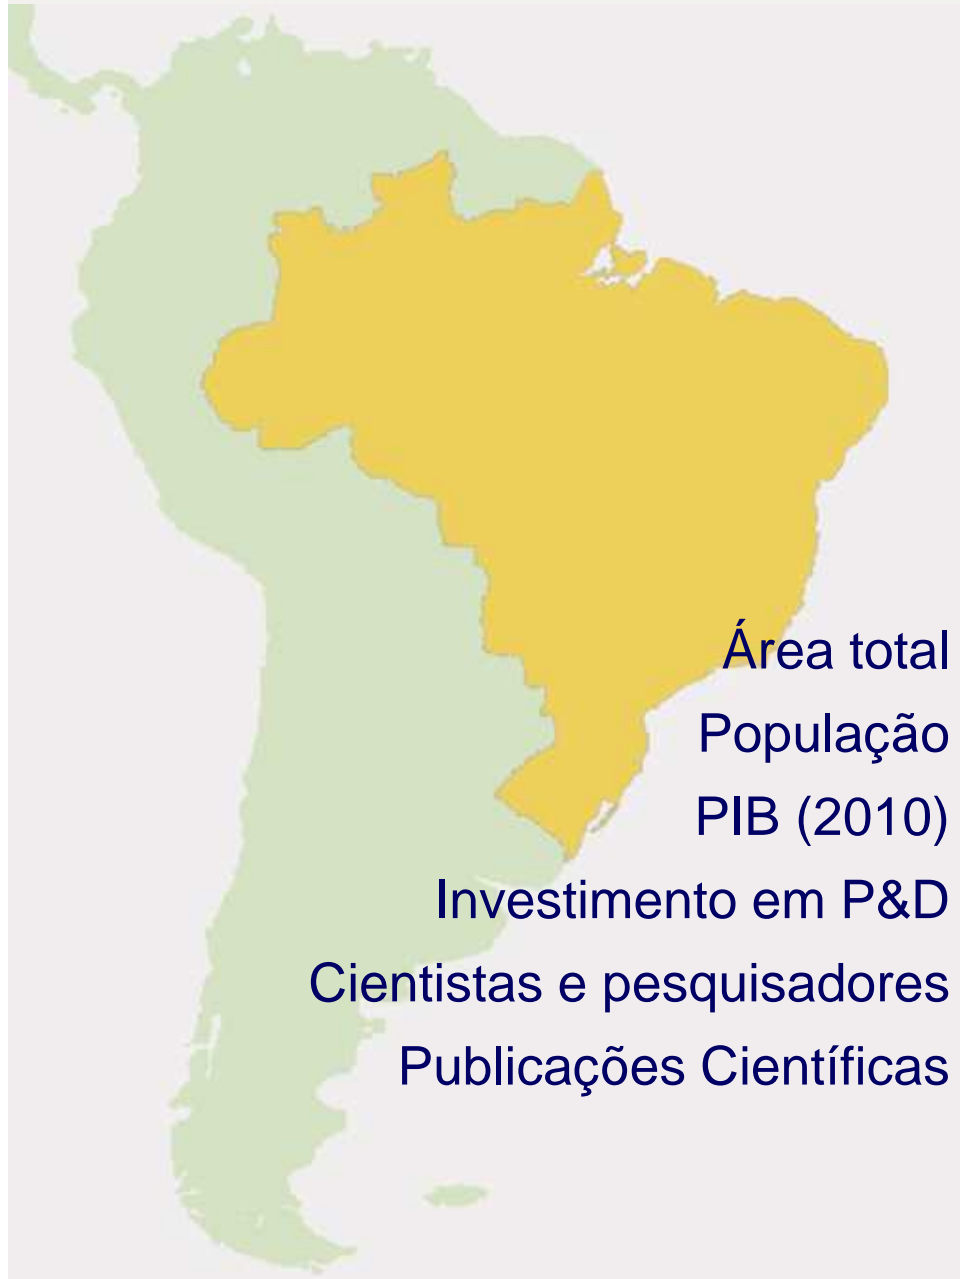 Área total
População
PIB (2010)
Investimento em P&D
Cientistas e pesquisadores
Publicações Científicas